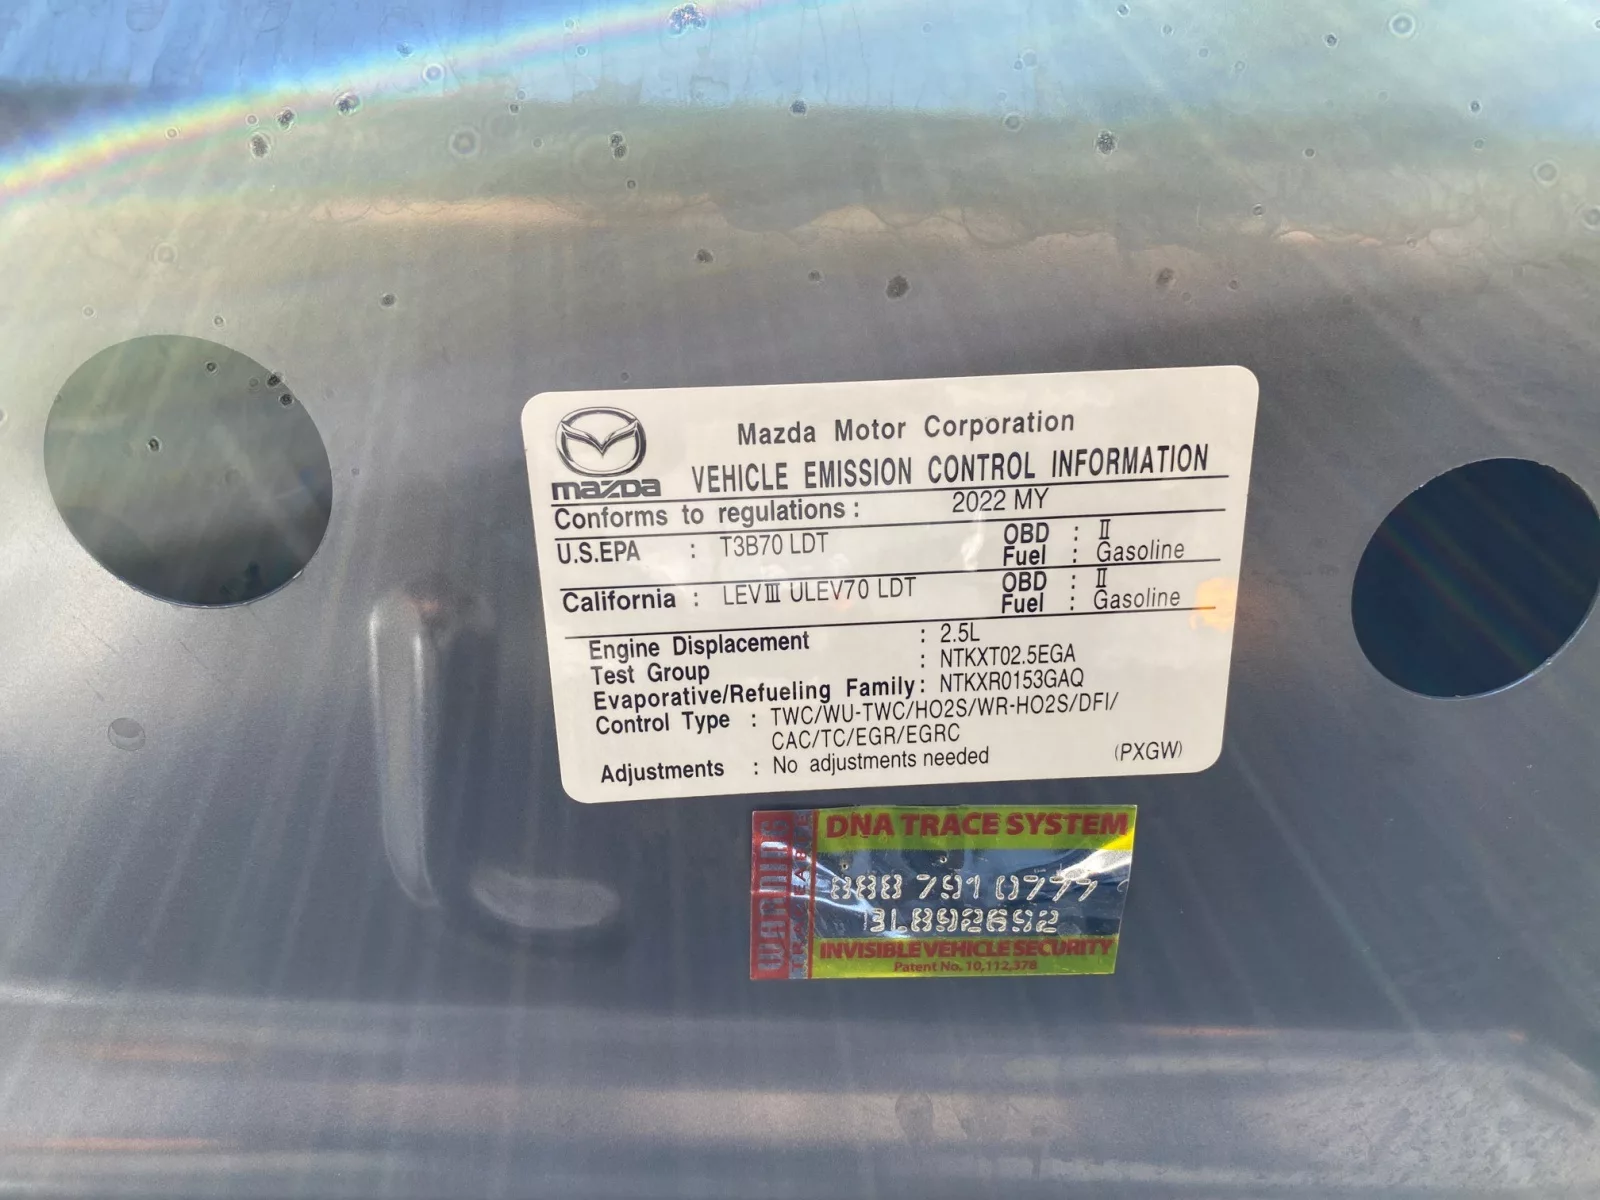 Mazda Motor Corporation
mazda VEHICLE EMISSION CONTROL INFORMATION
Conforms to regulations : 2022 MY
U.S.EPA : T3B70 LDT OBD : Ⅱ
Fuel : Gasoline
California : LEVⅢ ULEV70 LDT OBD : Ⅱ
Fuel : Gasoline
Engine Displacement : 2.5L
Test Group : NTKXT02.5EGA
Evaporative/Refueling Family : NTKXR0153GAQ
Control Type : TWC/WU-TWC/HO2S/WR-HO2S/DFI/
CAC/TC/EGR/EGRC
Adjustments : No adjustments needed (PXGW)
WARNING
TRACEABLE
DNA TRACE SYSTEM
888 791 0777
3L892692
INVISIBLE VEHICLE SECURITY
Patent No. 10,112,378